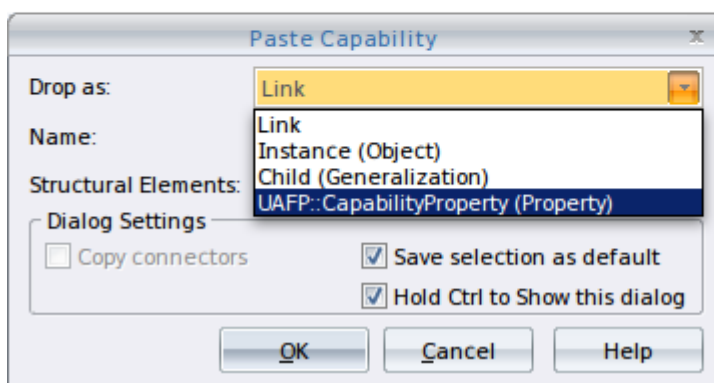 Paste Capability
Drop as:
Link
Name:
Link
Instance (Object)
Child (Generalization)
Structural Elements:
UAFP::CapabilityProperty (Property)
Dialog Settings
Copy connectors
Save selection as default
Hold Ctrl to Show this dialog
OK
Cancel
Help